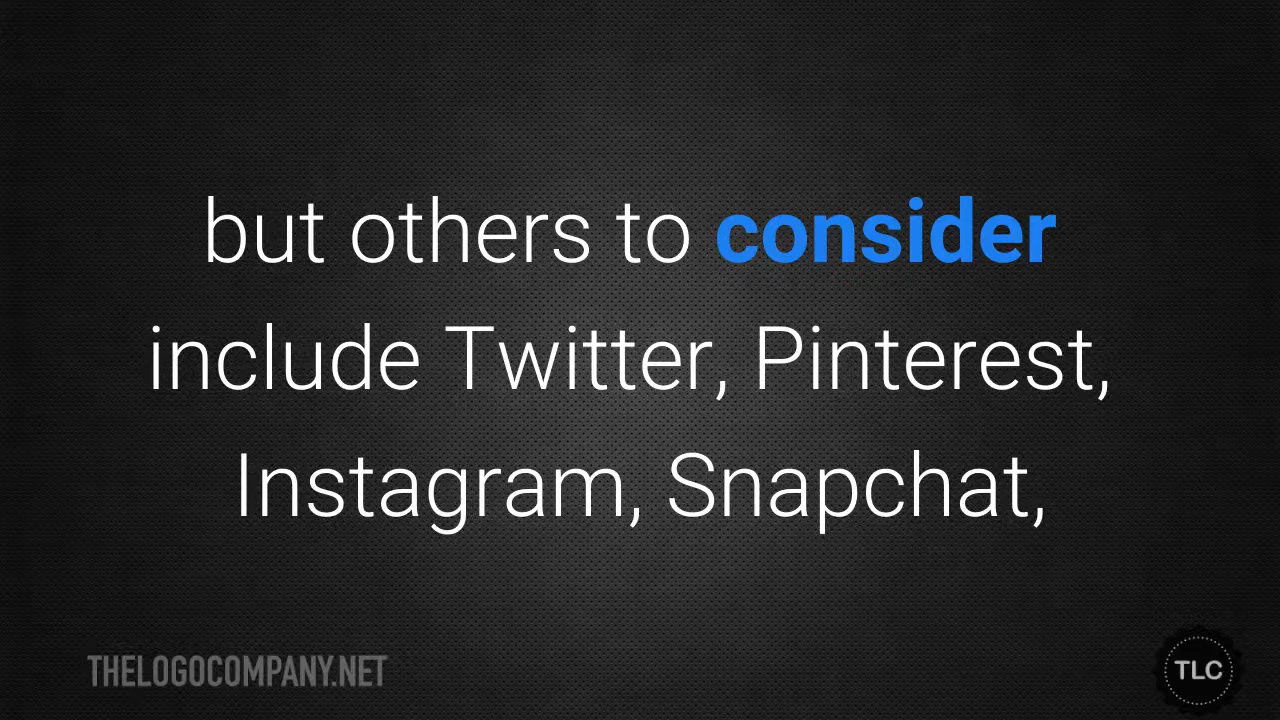 but others to consider
include Twitter, Pinterest,
Instagram, Snapchat,
THELOGOCOMPANY.NET
TLC